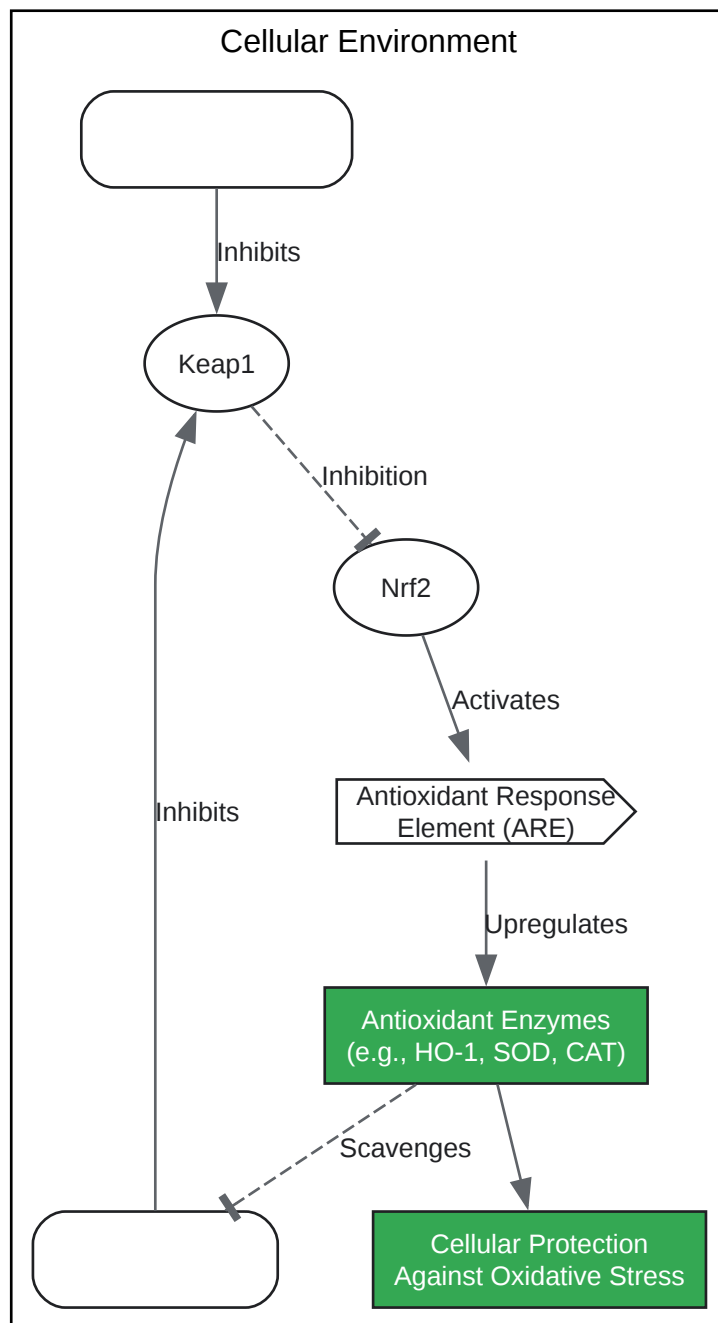 Cellular Environment
Inhibits
Keap1
Inhibition
Nrf2
Activates
Antioxidant Response
Element (ARE)
Inhibits
Upregulates
Antioxidant Enzymes
(e.g., HO-1, SOD, CAT)
Scavenges
Cellular Protection
Against Oxidative Stress